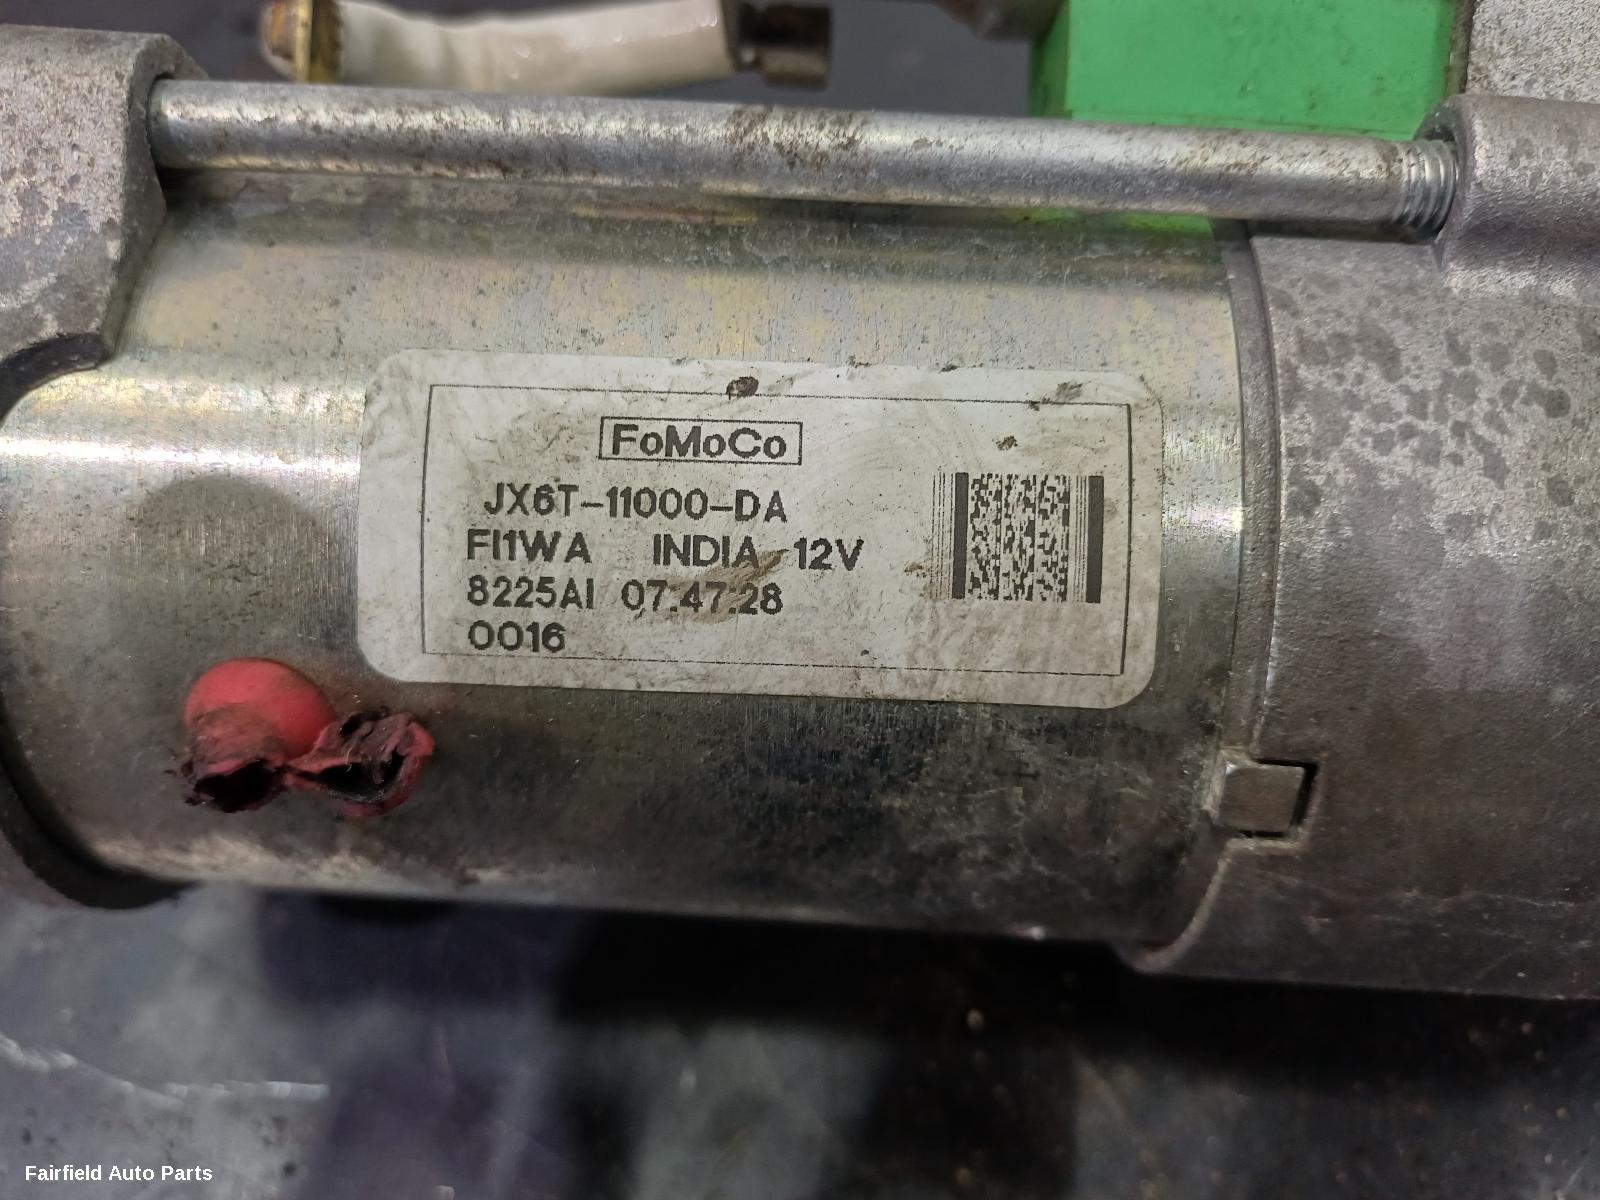 FoMoCo
JX6T-11000-DA
FI1WA INDIA 12V
8225AI 07:47:28
0016
Fairfield Auto Parts